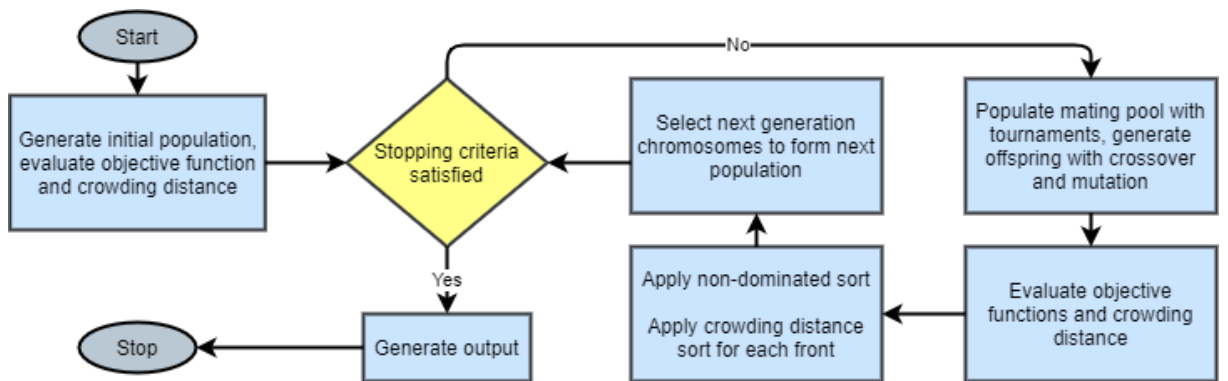 Start
Generate initial population,
evaluate objective function
and crowding distance
Stopping criteria
satisfied
No
Populate mating pool with
tournaments, generate
offspring with crossover
and mutation
Evaluate objective
functions and crowding
distance
Apply non-dominated sort
Apply crowding distance
sort for each front
Select next generation
chromosomes to form next
population
Yes
Generate output
Stop